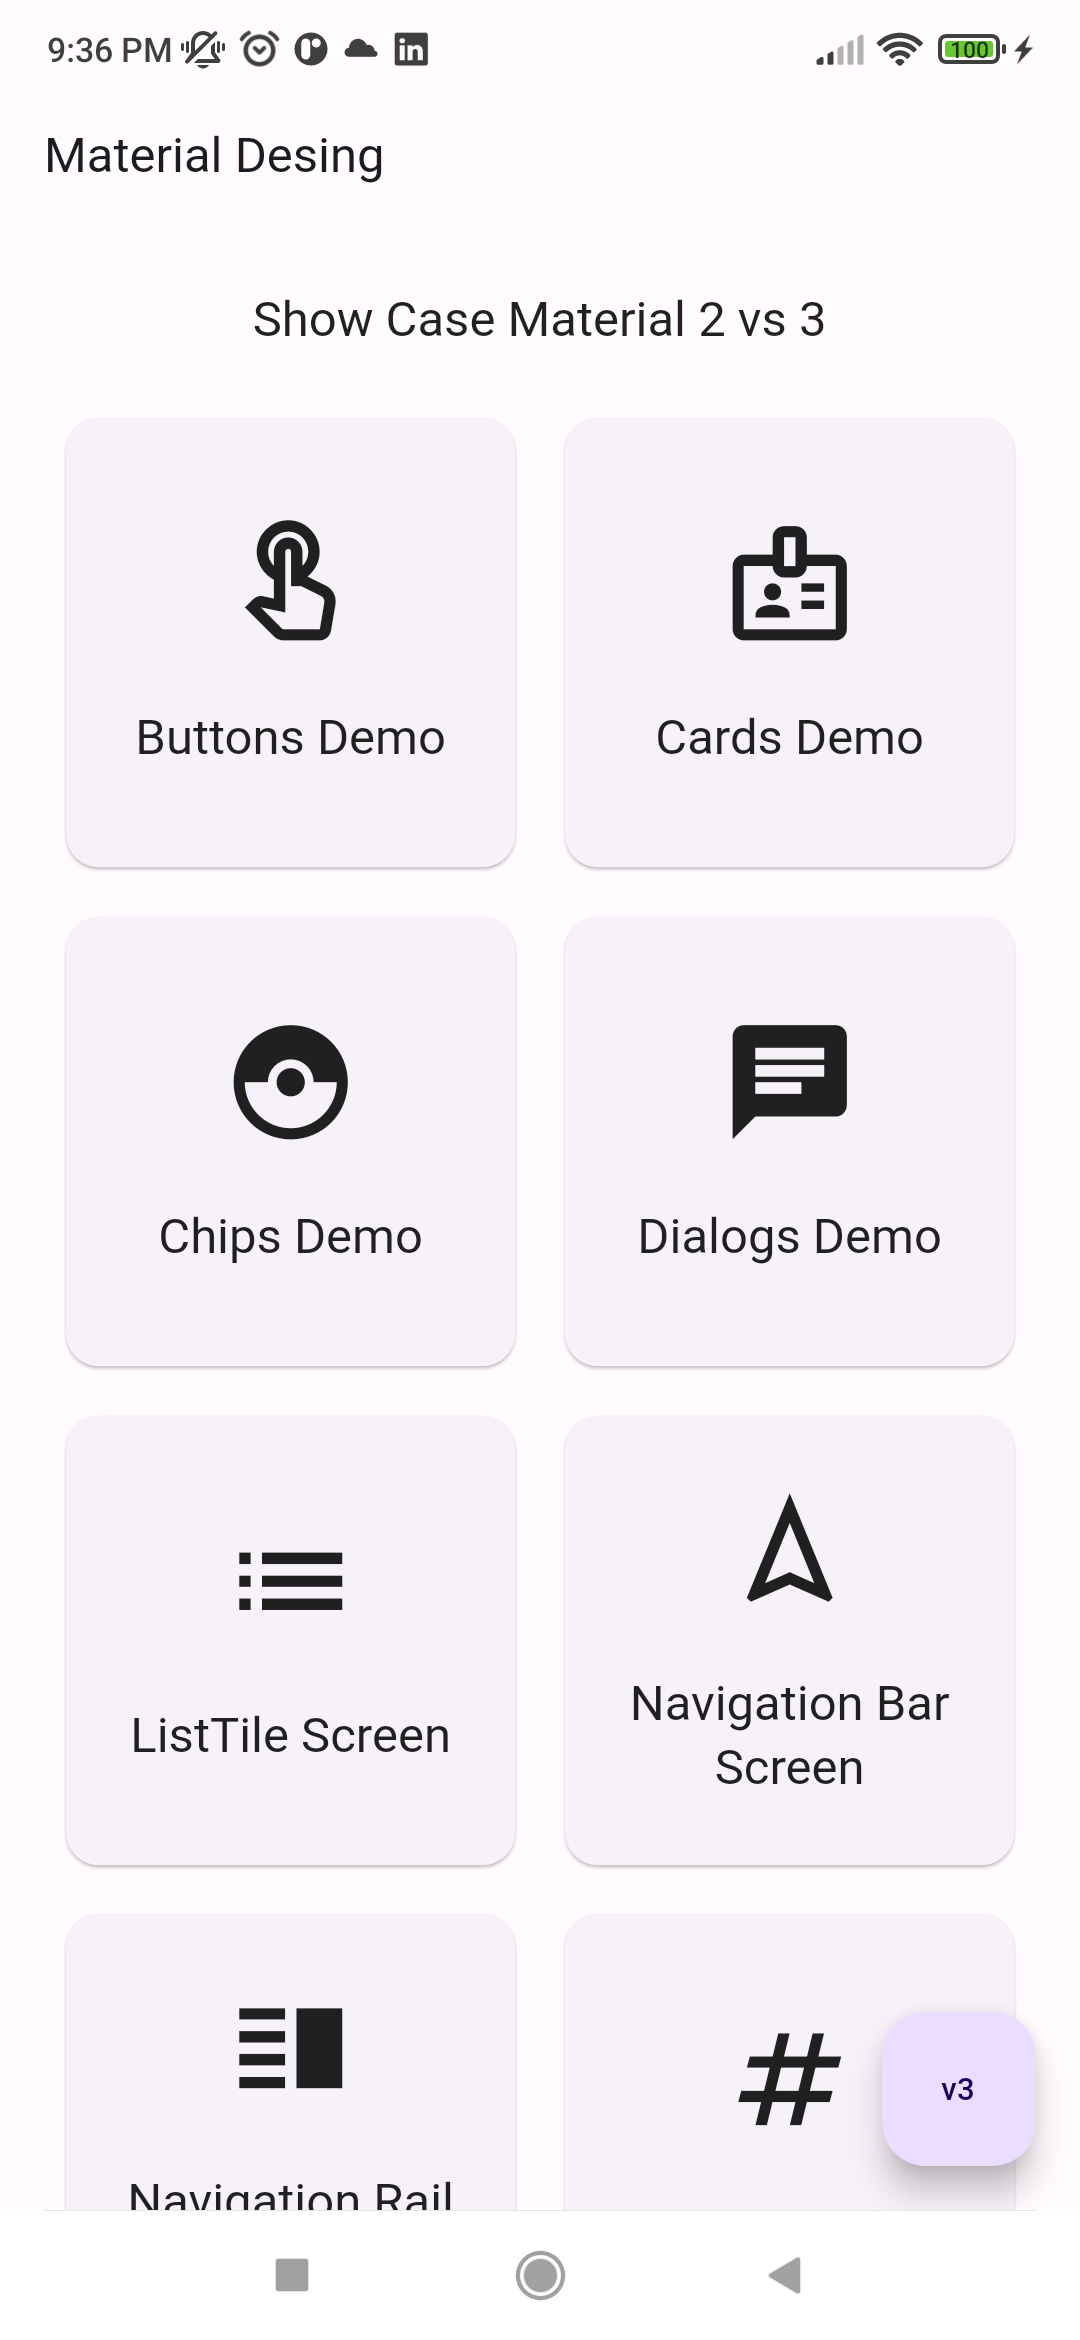 9:36 PM
100
Material Desing
Show Case Material 2 vs 3
Buttons Demo
Cards Demo
Chips Demo
Dialogs Demo
ListTile Screen
Navigation Bar
Screen
Navigation Rail
#
v3